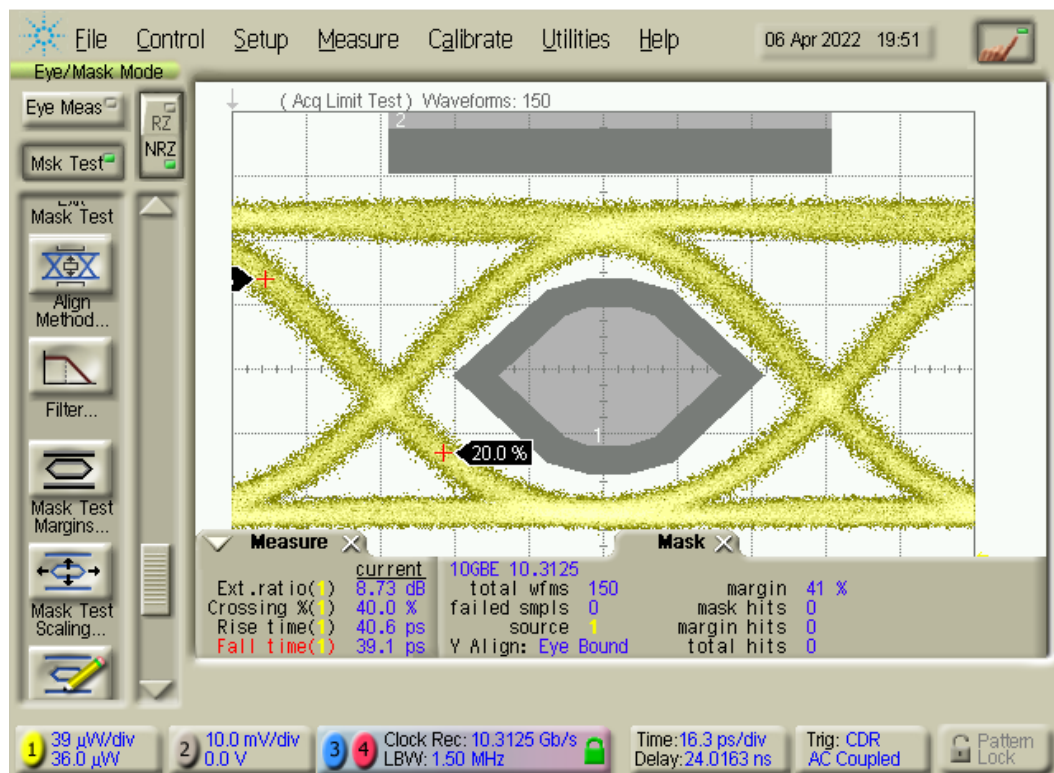 File Control Setup Measure Calibrate Utilities Help 06 Apr 2022 19:51
Eye/Mask Mode
Eye Meas
RZ
NRZ
Msk Test
( Acq Limit Test ) Waveforms: 150
2
Mask Test
Align
Method...
Filter...
Mask Test
Margins...
Mask Test
Scaling...
1
20.0 %
Measure
current
Ext.ratio(1) 8.73 dB
Crossing %(1) 40.0 %
Rise time(1) 40.6 ps
Fall time(1) 39.1 ps
Mask
10GBE 10.3125
total wfms 150 margin 41 %
failed smpls 0 mask hits 0
source 1 margin hits 0
Y Align: Eye Bound total hits 0
1 39 µW/div
36.0 µW
2 10.0 mV/div
0.0 V
3 4 Clock Rec: 10.3125 Gb/s
LBW: 1.50 MHz
Time:16.3 ps/div
Delay:24.0163 ns
Trig: CDR
AC Coupled
Pattern
Lock